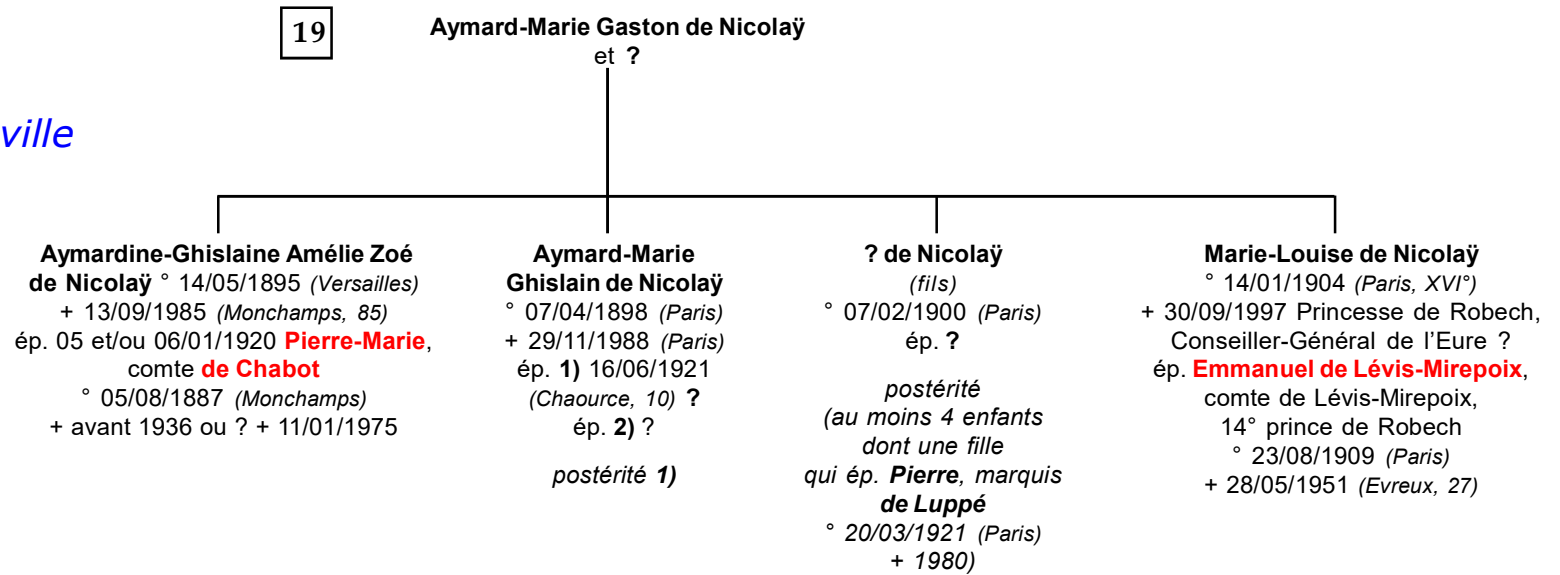 19
Aymard-Marie Gaston de Nicolaÿ
et ?
ville
Aymardine-Ghislaine Amélie Zoé
de Nicolaÿ ° 14/05/1895 (Versailles)
+ 13/09/1985 (Monchamps, 85)
ép. 05 et/ou 06/01/1920 Pierre-Marie,
comte de Chabot
° 05/08/1887 (Monchamps)
+ avant 1936 ou ? + 11/01/1975
Aymard-Marie
Ghislain de Nicolaÿ
° 07/04/1898 (Paris)
+ 29/11/1988 (Paris)
ép. 1) 16/06/1921
(Chaource, 10) ?
ép. 2) ?
postérité 1)
? de Nicolaÿ
(fils)
° 07/02/1900 (Paris)
ép. ?
postérité
(au moins 4 enfants
dont une fille
qui ép. Pierre, marquis
de Luppé
° 20/03/1921 (Paris)
+ 1980)
Marie-Louise de Nicolaÿ
° 14/01/1904 (Paris, XVI°)
+ 30/09/1997 Princesse de Robech,
Conseiller-Général de l’Eure ?
ép. Emmanuel de Lévis-Mirepoix,
comte de Lévis-Mirepoix,
14° prince de Robech
° 23/08/1909 (Paris)
+ 28/05/1951 (Evreux, 27)